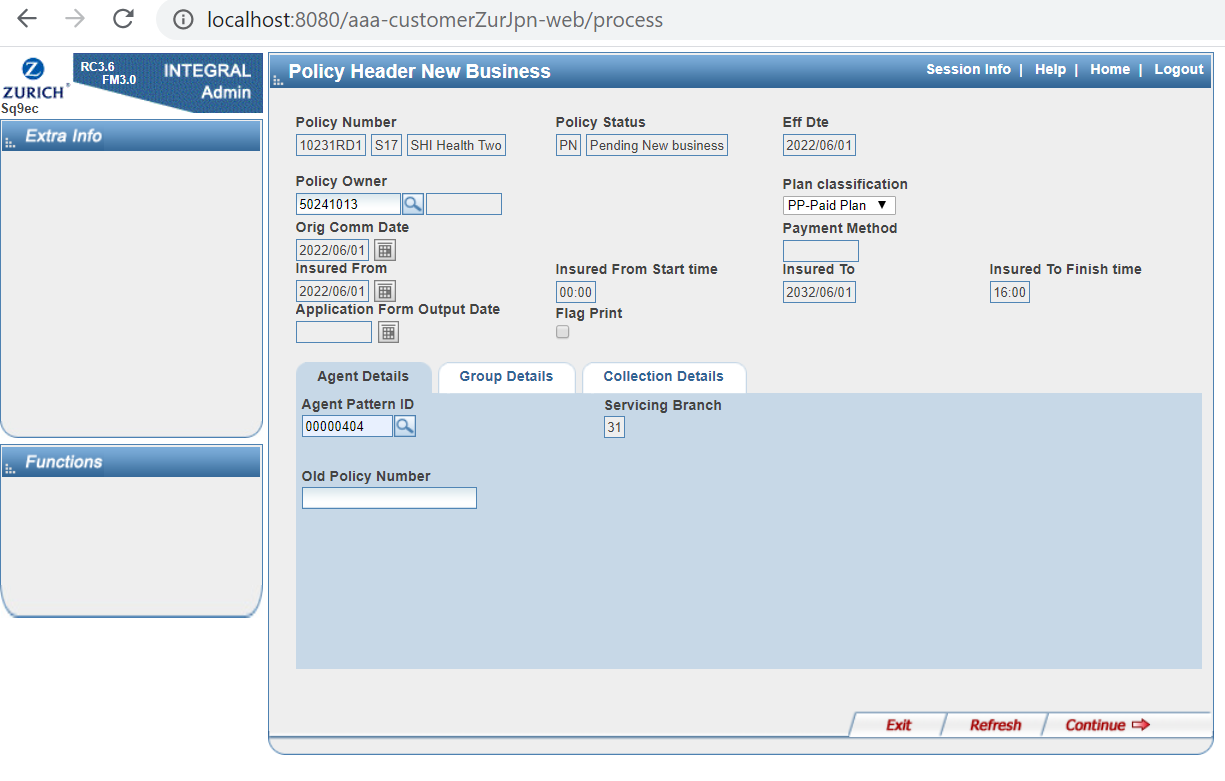 localhost:8080/aaa-customerZurJpn-web/process
ZURICH
Sq9ec
RC3.6
FM3.0
INTEGRAL
Admin
Extra Info
Functions
Policy Header New Business
Session Info | Help | Home | Logout
Policy Number Policy Status Eff Dte
10231RD1 S17 SHI Health Two PN Pending New business 2022/06/01
Policy Owner Plan classification
50241013 PP-Paid Plan
Orig Comm Date Payment Method
2022/06/01
Insured From Insured From Start time Insured To Insured To Finish time
2022/06/01 00:00 2032/06/01 16:00
Application Form Output Date Flag Print
Agent Details Group Details Collection Details
Agent Pattern ID Servicing Branch
00000404 31
Old Policy Number
Exit Refresh Continue